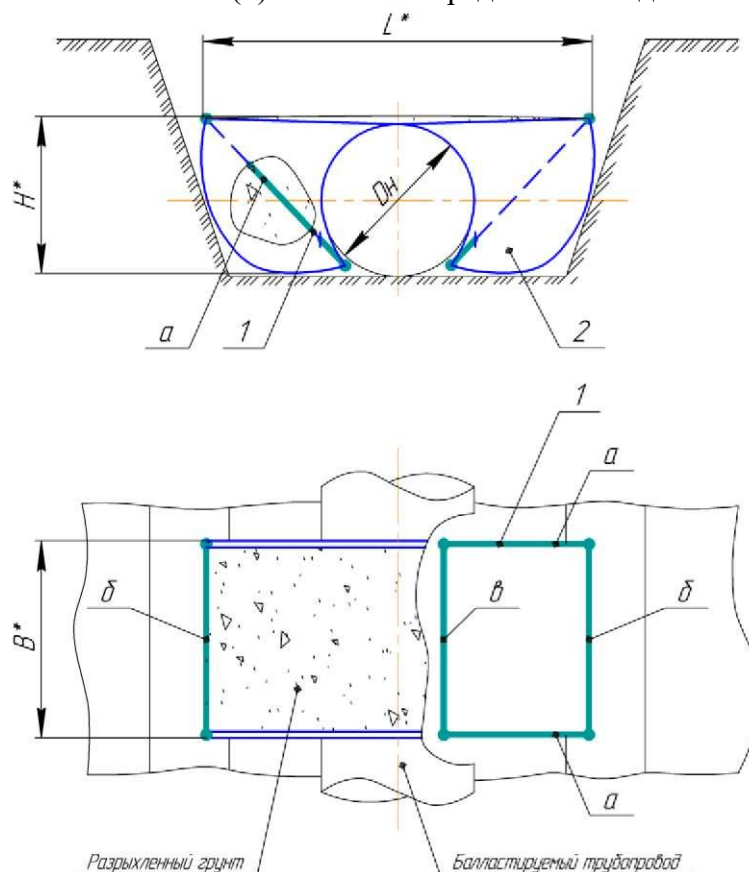 L*
H*
Dн
а
1
2
1
а
б
в
б
B*
а
Разрыхленный грунт
Балластируемый трубопровод